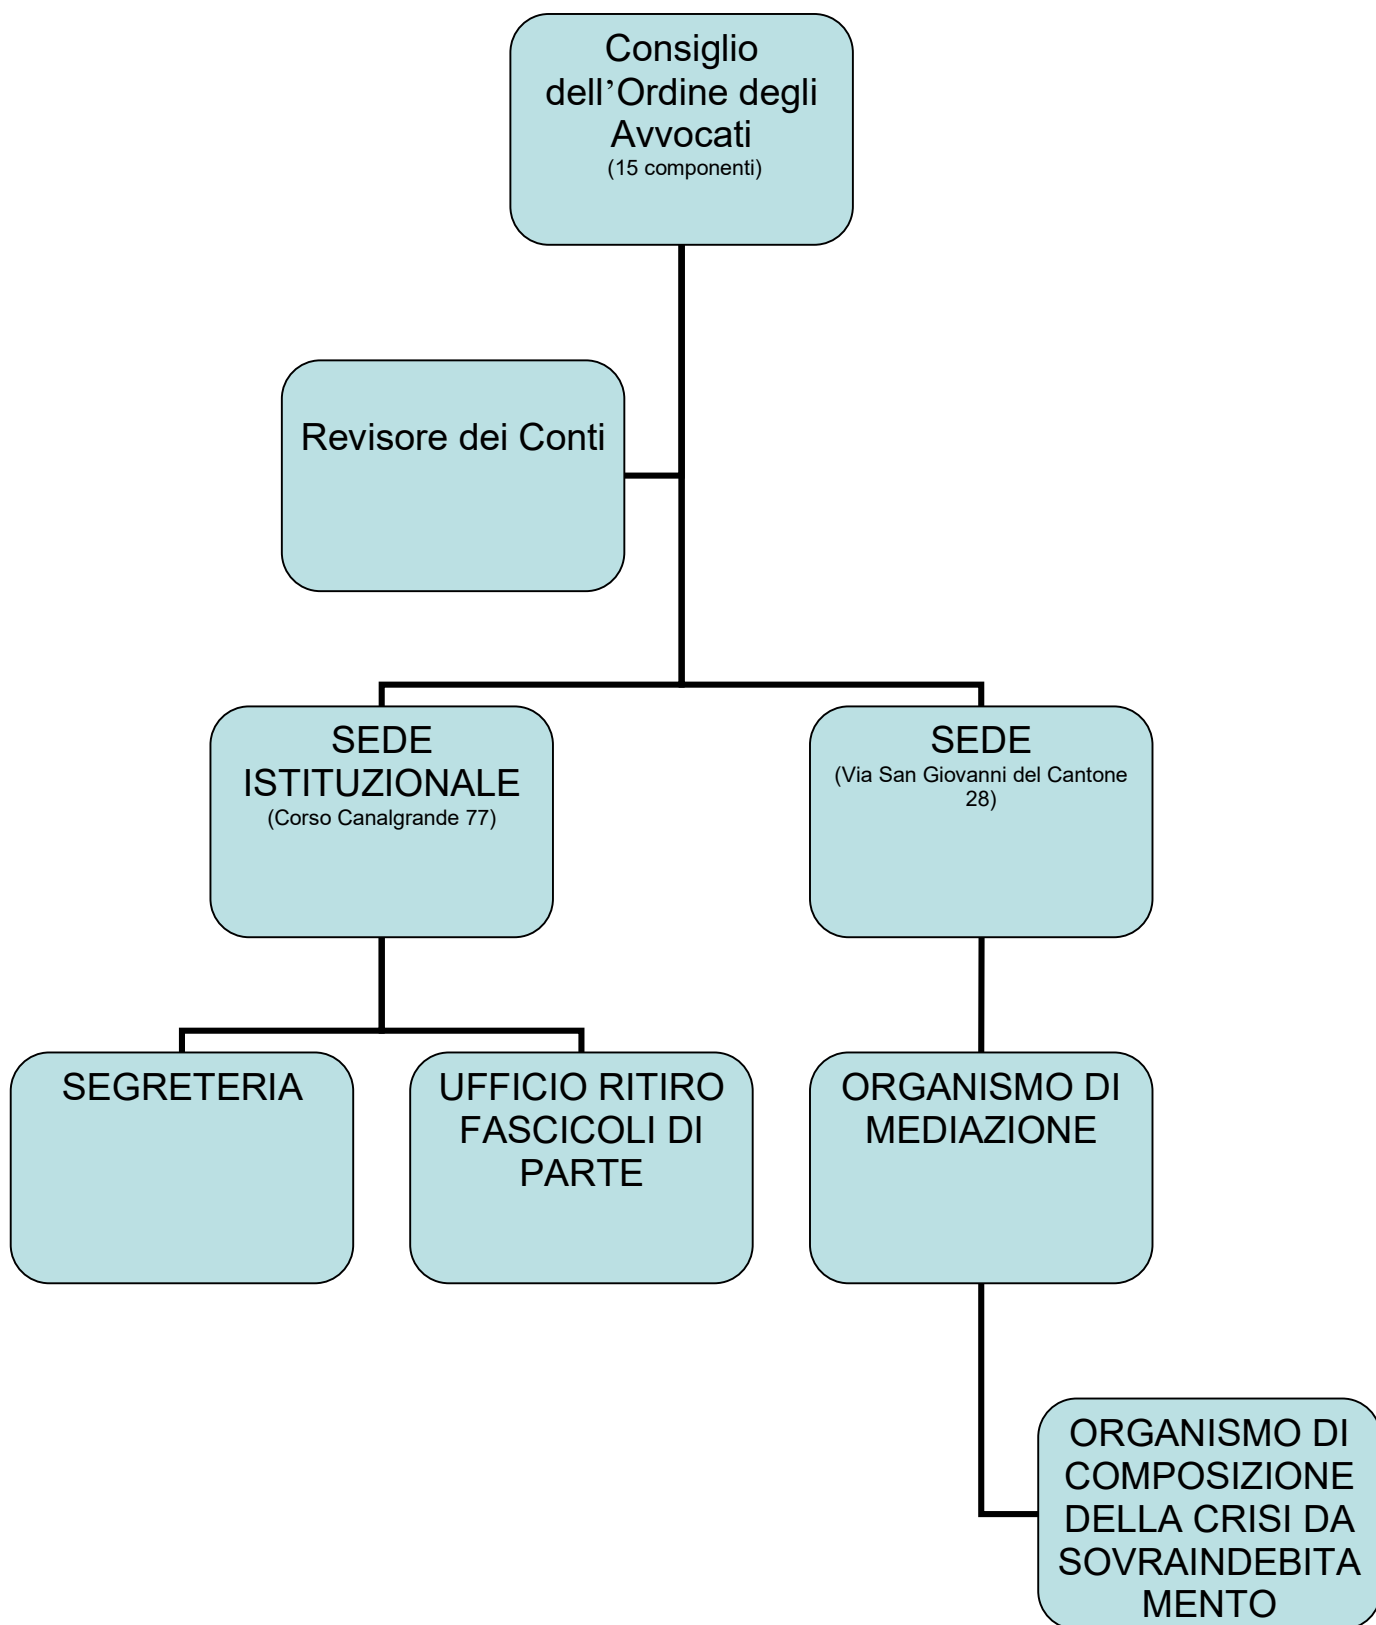 Consiglio
dell’Ordine degli
Avvocati
(15 componenti)
Revisore dei Conti
SEDE
ISTITUZIONALE
(Corso Canalgrande 77)
SEDE
(Via San Giovanni del Cantone
28)
SEGRETERIA
UFFICIO RITIRO
FASCICOLI DI
PARTE
ORGANISMO DI
MEDIAZIONE
ORGANISMO DI
COMPOSIZIONE
DELLA CRISI DA
SOVRAINDEBITA
MENTO